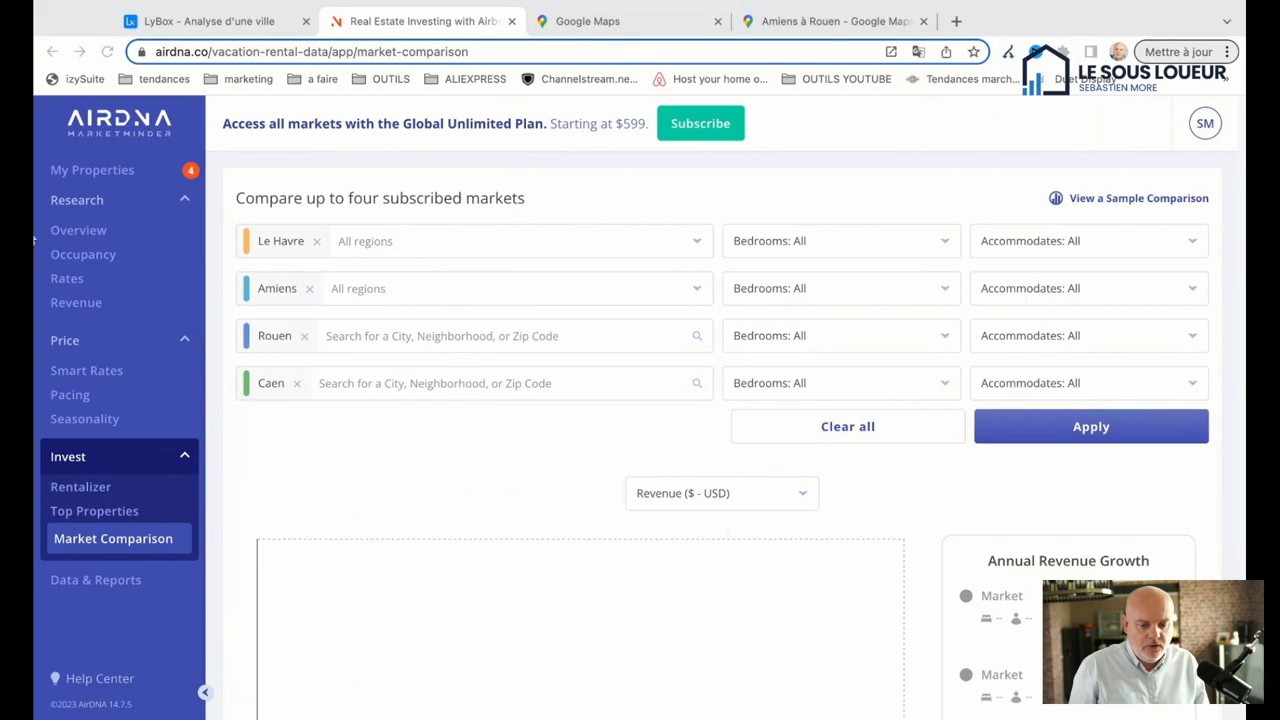 LyBox - Analyse d'une ville
Real Estate Investing with Airb
Google Maps
Amiens à Rouen - Google Maps
airdna.co/vacation-rental-data/app/market-comparison
Mettre à jour
izySuite
tendances
marketing
a faire
OUTILS
ALIEXPRESS
Channelstream.ne...
Host your home o...
OUTILS YOUTUBE
Tendances march...
Duet Display
LE SOUS LOUEUR
SEBASTIEN MORE
AIRDNA
MARKETMINDER
Access all markets with the Global Unlimited Plan. Starting at $599.
Subscribe
SM
My Properties
4
Research
Overview
Occupancy
Rates
Revenue
Price
Smart Rates
Pacing
Seasonality
Invest
Rentalizer
Top Properties
Market Comparison
Data & Reports
Help Center
©2023 AirDNA 14.7.5
Compare up to four subscribed markets
View a Sample Comparison
Le Havre × All regions
Bedrooms: All
Accommodates: All
Amiens × All regions
Bedrooms: All
Accommodates: All
Rouen × Search for a City, Neighborhood, or Zip Code
Bedrooms: All
Accommodates: All
Caen × Search for a City, Neighborhood, or Zip Code
Bedrooms: All
Accommodates: All
Clear all
Apply
Revenue ($ - USD)
Annual Revenue Growth
Market
-- --
Market
-- --